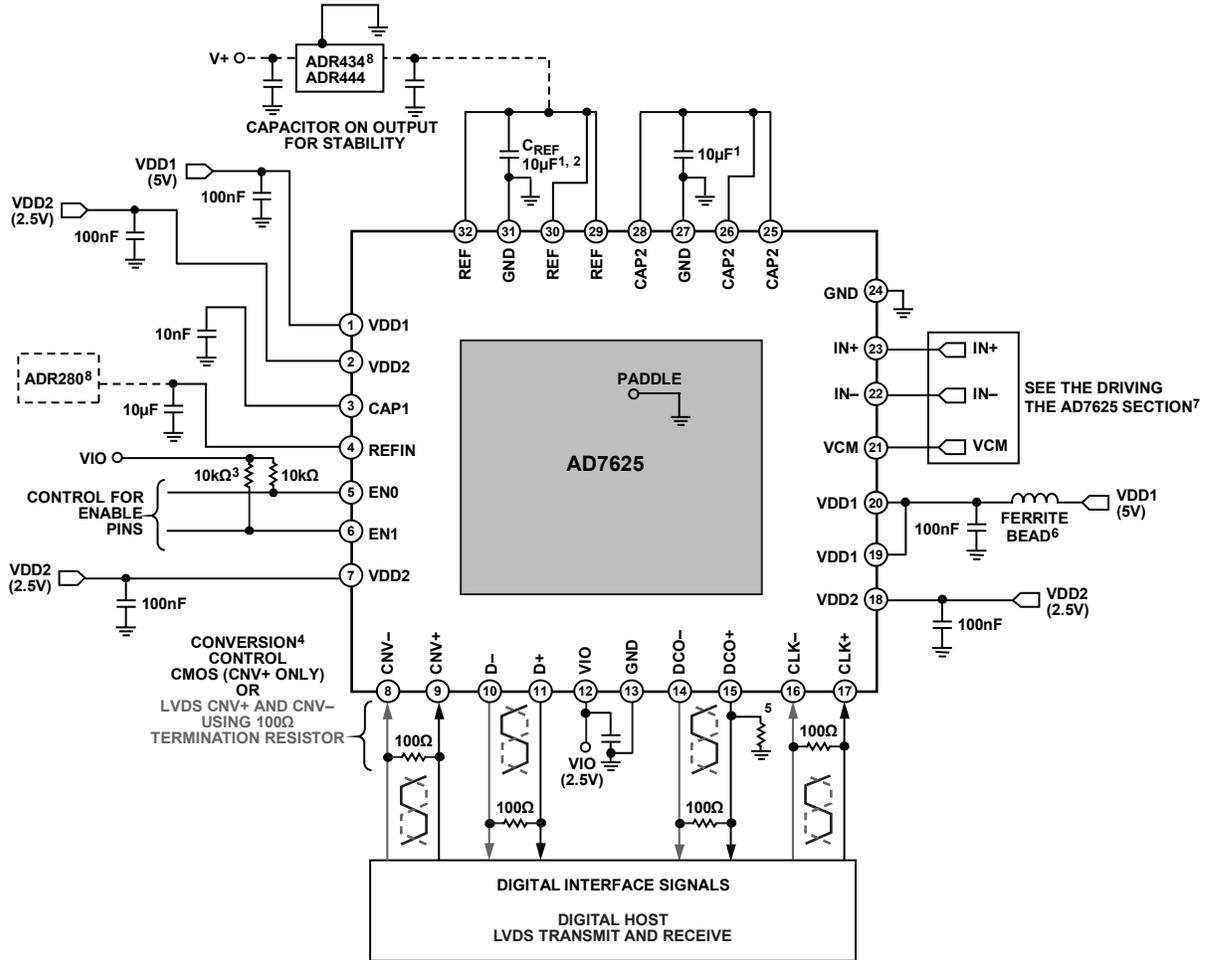 V+
ADR434⁸
ADR444
CAPACITOR ON OUTPUT
FOR STABILITY
CREF
10µF¹, ²
10µF¹
VDD1
(5V)
100nF
VDD2
(2.5V)
100nF
32
31
30
29
28
27
26
25
REF
GND
REF
REF
CAP2
GND
CAP2
CAP2
10nF
ADR280⁸
10µF
VIO
10kΩ³
10kΩ
CONTROL FOR
ENABLE
PINS
VDD2
(2.5V)
100nF
1
VDD1
2
VDD2
3
CAP1
4
REFIN
5
EN0
6
EN1
7
VDD2
PADDLE
AD7625
GND
24
IN+
23
IN+
IN–
22
IN–
VCM
21
VCM
SEE THE DRIVING
THE AD7625 SECTION⁷
VDD1
20
100nF
FERRITE
BEAD⁶
VDD1
(5V)
VDD1
19
VDD2
18
100nF
VDD2
(2.5V)
CONVERSION⁴
CONTROL
CMOS (CNV+ ONLY)
OR
LVDS CNV+ AND CNV–
USING 100Ω
TERMINATION RESISTOR
CNV–
CNV+
D–
D+
VIO
GND
DCO–
DCO+
CLK–
CLK+
8
9
10
11
12
13
14
15
16
17
5
100Ω
100Ω
VIO
(2.5V)
100Ω
100Ω
DIGITAL INTERFACE SIGNALS
DIGITAL HOST
LVDS TRANSMIT AND RECEIVE